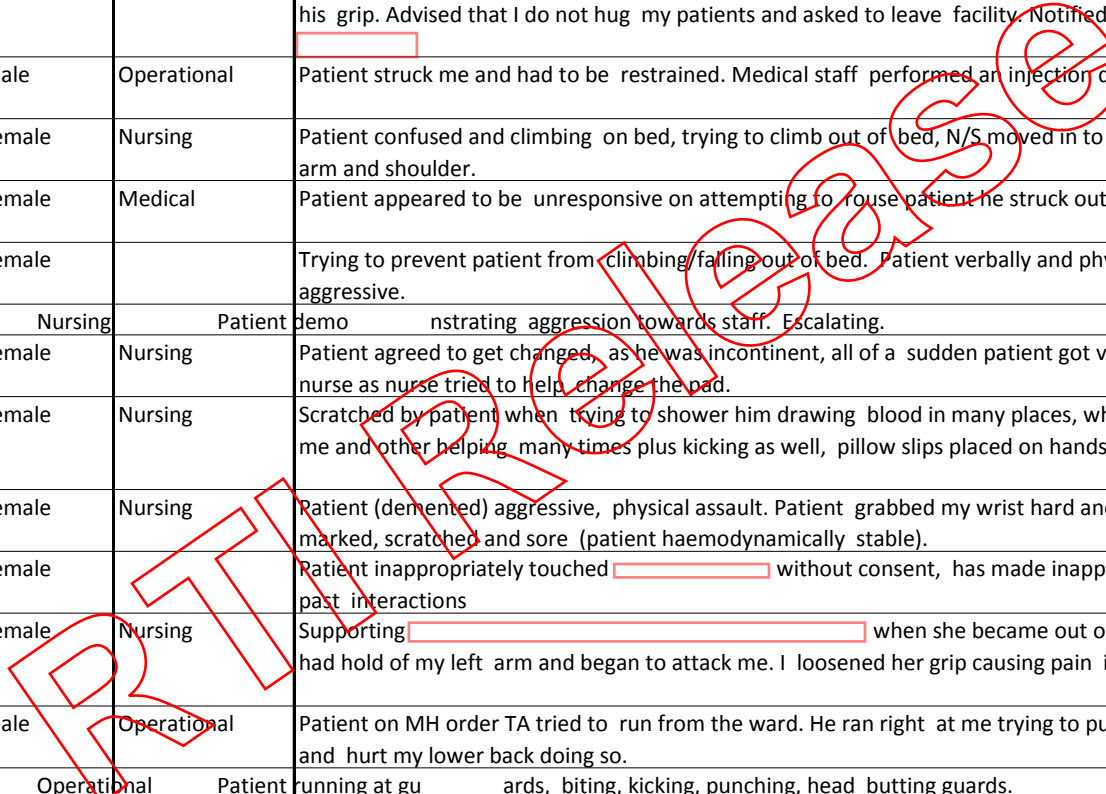 his grip. Advised that I do not hug my patients and asked to leave facility. Notified
ale Operational Patient struck me and had to be restrained. Medical staff performed an injection
emale Nursing Patient confused and climbing on bed, trying to climb out of bed, N/S moved in to
arm and shoulder.
emale Medical Patient appeared to be unresponsive on attempting to rouse patient he struck out
emale Trying to prevent patient from climbing/falling out of bed. Patient verbally and phy
aggressive.
Nursing Patient demo nstrating aggression towards staff. Escalating.
emale Nursing Patient agreed to get changed, as he was incontinent, all of a sudden patient got v
nurse as nurse tried to help change the pad.
emale Nursing Scratched by patient when trying to shower him drawing blood in many places, wh
me and other helping many times plus kicking as well, pillow slips placed on hands
emale Nursing Patient (demented) aggressive, physical assault. Patient grabbed my wrist hard and
marked, scratched and sore (patient haemodynamically stable).
emale Patient inappropriately touched without consent, has made inapp
past interactions
emale Nursing Supporting when she became out o
had hold of my left arm and began to attack me. I loosened her grip causing pain i
ale Operational Patient on MH order TA tried to run from the ward. He ran right at me trying to pu
and hurt my lower back doing so.
Operational Patient running at gu ards, biting, kicking, punching, head butting guards.
RTI Release